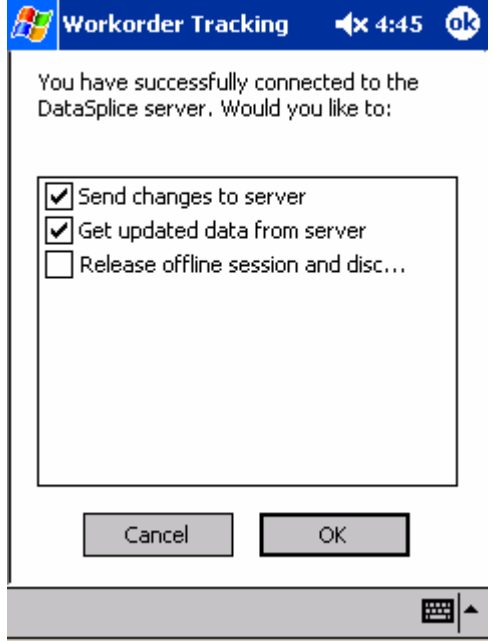 Workorder Tracking 4:45 ok
You have successfully connected to the
DataSplice server. Would you like to:
Send changes to server
Get updated data from server
Release offline session and disc...
Cancel OK